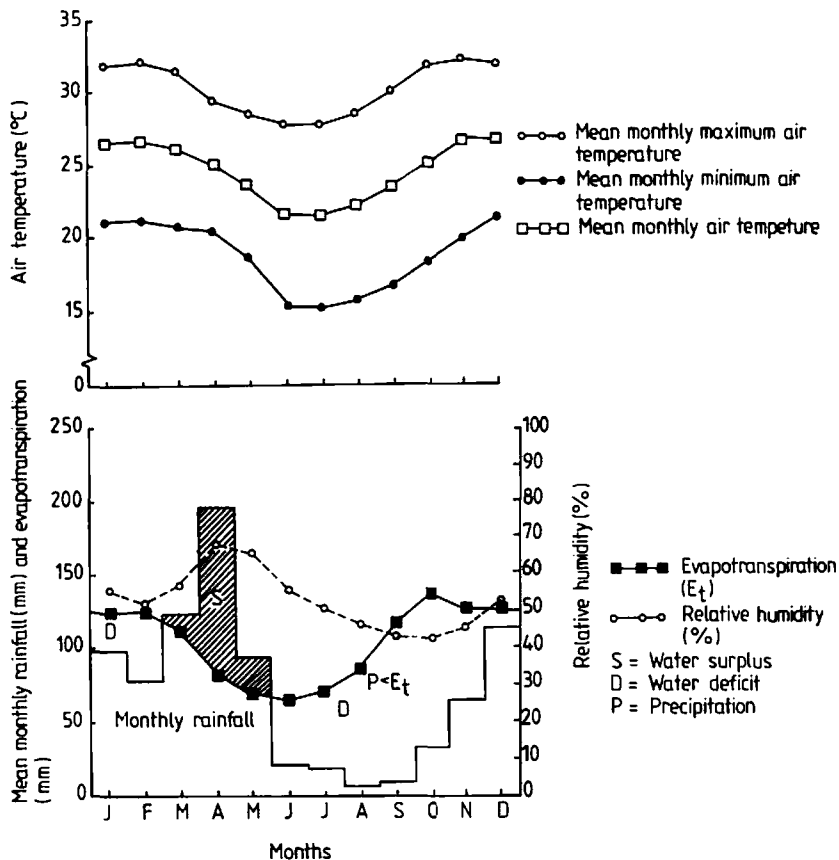 35
30
25
20
15
0
Air temperature (°C)
Mean monthly maximum air
temperature
Mean monthly minimum air
temperature
Mean monthly air tempeture
250
200
150
100
50
0
Mean monthly rainfall (mm) and evapotranspiration
(mm)
100
90
80
70
60
50
40
30
20
10
0
Relative humidity (%)
S
D
P<Et
D
Monthly rainfall
J F M A M J J A S O N D
Months
Evapotranspiration
(Et)
Relative humidity
(%)
S = Water surplus
D = Water deficit
P = Precipitation